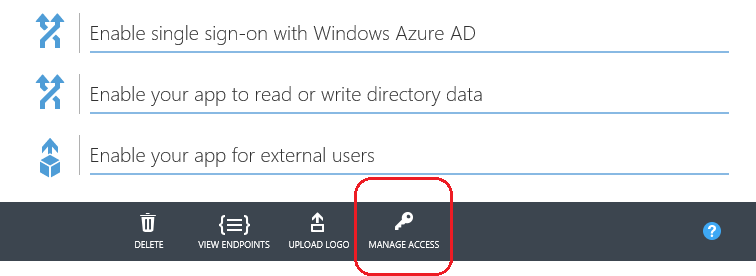 Enable single sign-on with Windows Azure AD
Enable your app to read or write directory data
Enable your app for external users
DELETE VIEW ENDPOINTS UPLOAD LOGO MANAGE ACCESS ?